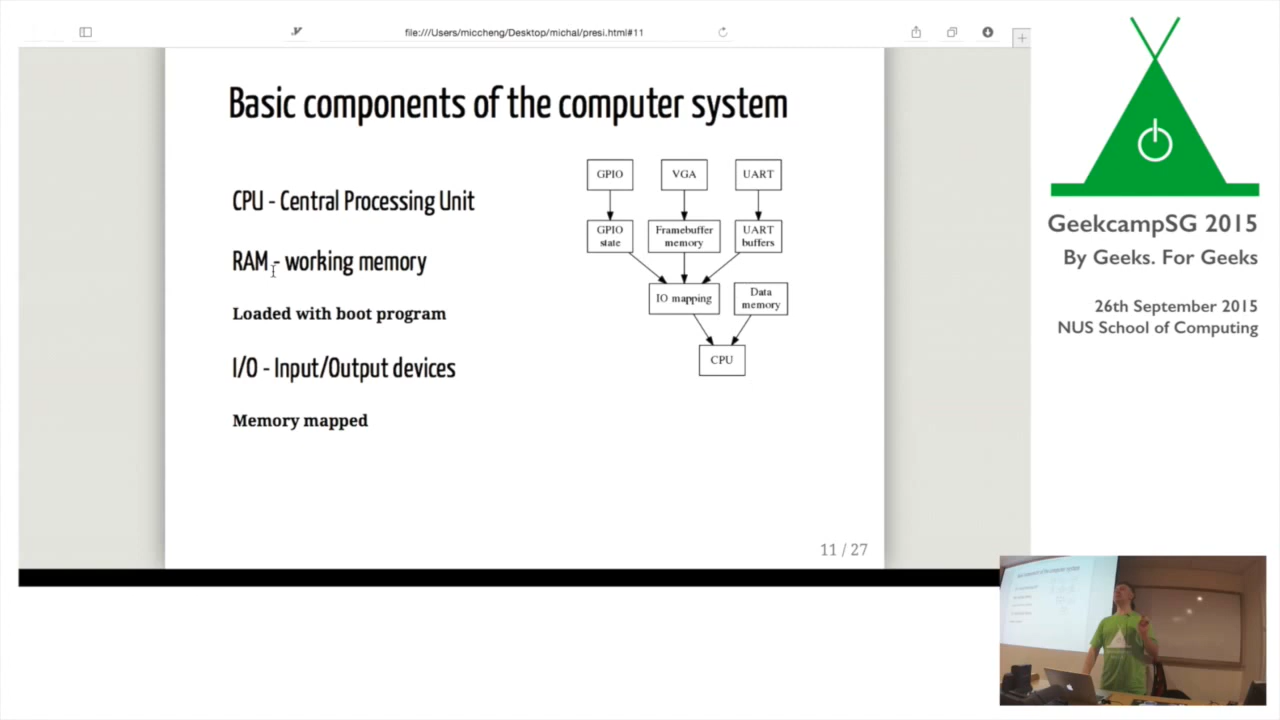 file:///Users/miccheng/Desktop/michal/presi.html#11
Basic components of the computer system
CPU - Central Processing Unit
RAM - working memory
Loaded with boot program
I/O - Input/Output devices
Memory mapped
GPIO
VGA
UART
GPIO
state
Framebuffer
memory
UART
buffers
IO mapping
Data
memory
CPU
11 / 27
GeekcampSG 2015
By Geeks. For Geeks
26th September 2015
NUS School of Computing